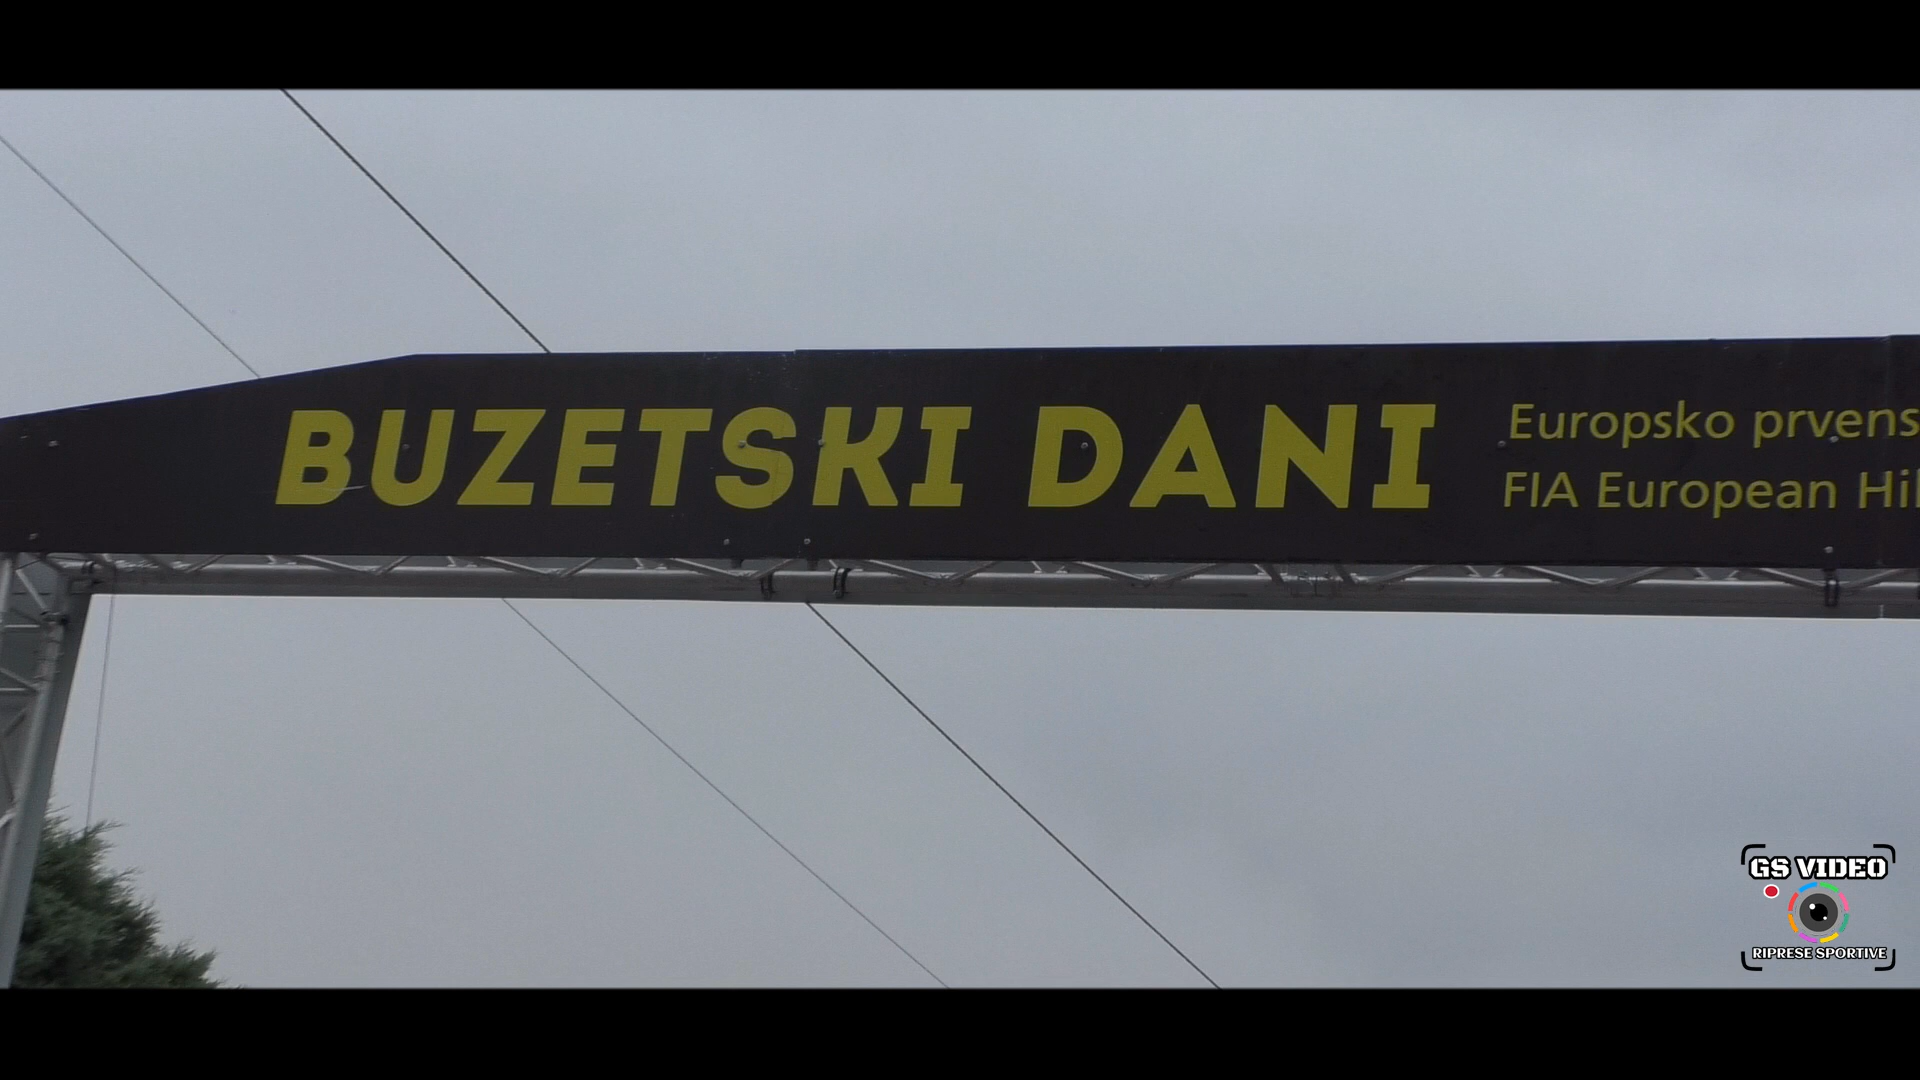 BUZETSKI DANI
Europsko prvens
FIA European Hil
GS VIDEO
RIPRESE SPORTIVE